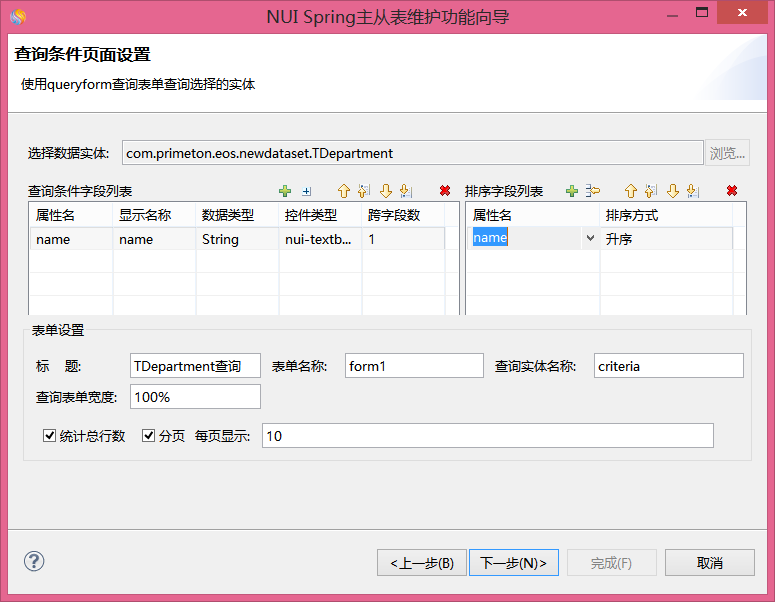 NUI Spring主从表维护功能向导
查询条件页面设置
使用queryform查询表单查询选择的实体
选择数据实体: com.primeton.eos.newdataset.TDepartment 浏览...
查询条件字段列表 排序字段列表
属性名 显示名称 数据类型 控件类型 跨字段数 属性名 排序方式
name name String nui-textb... 1 name 升序
表单设置
标 题: TDepartment查询 表单名称: form1 查询实体名称: criteria
查询表单宽度: 100%
统计总行数 分页 每页显示: 10
<上一步(B) 下一步(N)> 完成(F) 取消